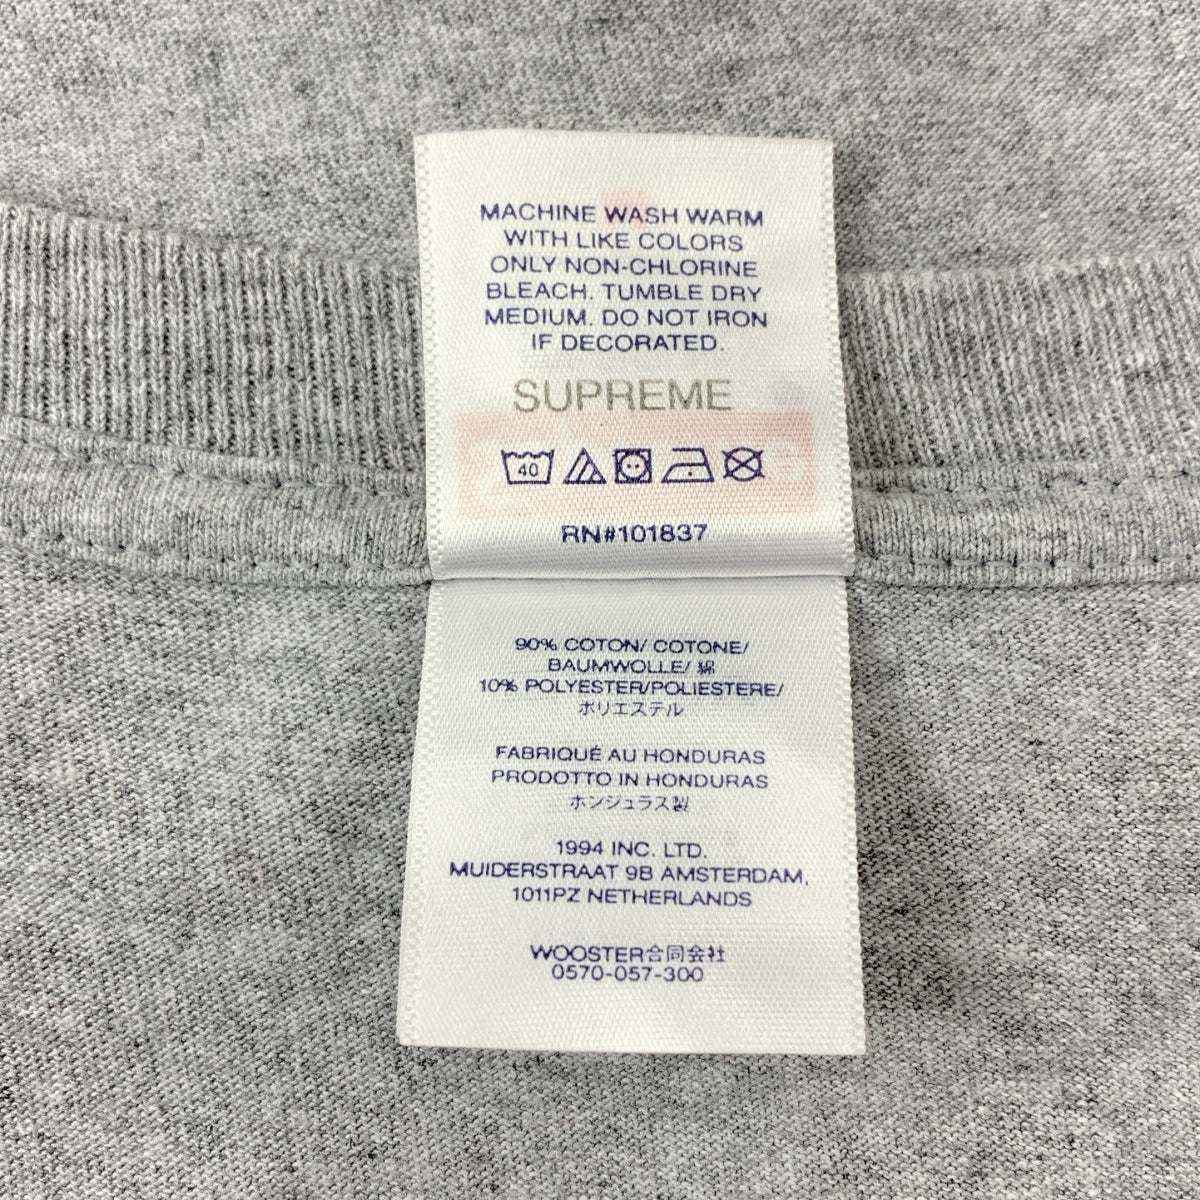 MACHINE WASH WARM
WITH LIKE COLORS
ONLY NON-CHLORINE
BLEACH. TUMBLE DRY
MEDIUM. DO NOT IRON
IF DECORATED.
SUPREME
40
RN#101837
90% COTON/ COTONE/
BAUMWOLLE/ 綿
10% POLYESTER/POLIESTERE/
ポリエステル
FABRIQUÉ AU HONDURAS
PRODOTTO IN HONDURAS
ホンジュラス製
1994 INC. LTD.
MUIDERSTRAAT 9B AMSTERDAM,
1011PZ NETHERLANDS
WOOSTER合同会社
0570-057-300